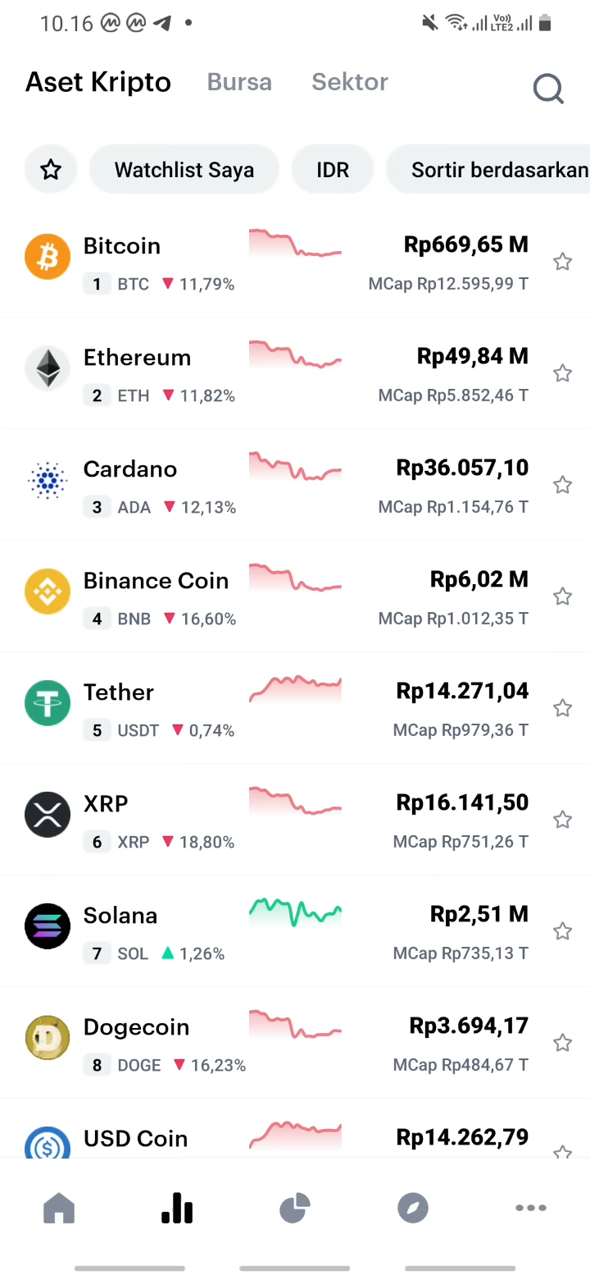 10.16
Vo))
LTE2
Aset Kripto Bursa Sektor
Watchlist Saya IDR Sortir berdasarkan
Bitcoin Rp669,65 M
1 BTC ▼ 11,79% MCap Rp12.595,99 T
Ethereum Rp49,84 M
2 ETH ▼ 11,82% MCap Rp5.852,46 T
Cardano Rp36.057,10
3 ADA ▼ 12,13% MCap Rp1.154,76 T
Binance Coin Rp6,02 M
4 BNB ▼ 16,60% MCap Rp1.012,35 T
Tether Rp14.271,04
5 USDT ▼ 0,74% MCap Rp979,36 T
XRP Rp16.141,50
6 XRP ▼ 18,80% MCap Rp751,26 T
Solana Rp2,51 M
7 SOL ▲ 1,26% MCap Rp735,13 T
Dogecoin Rp3.694,17
8 DOGE ▼ 16,23% MCap Rp484,67 T
USD Coin Rp14.262,79